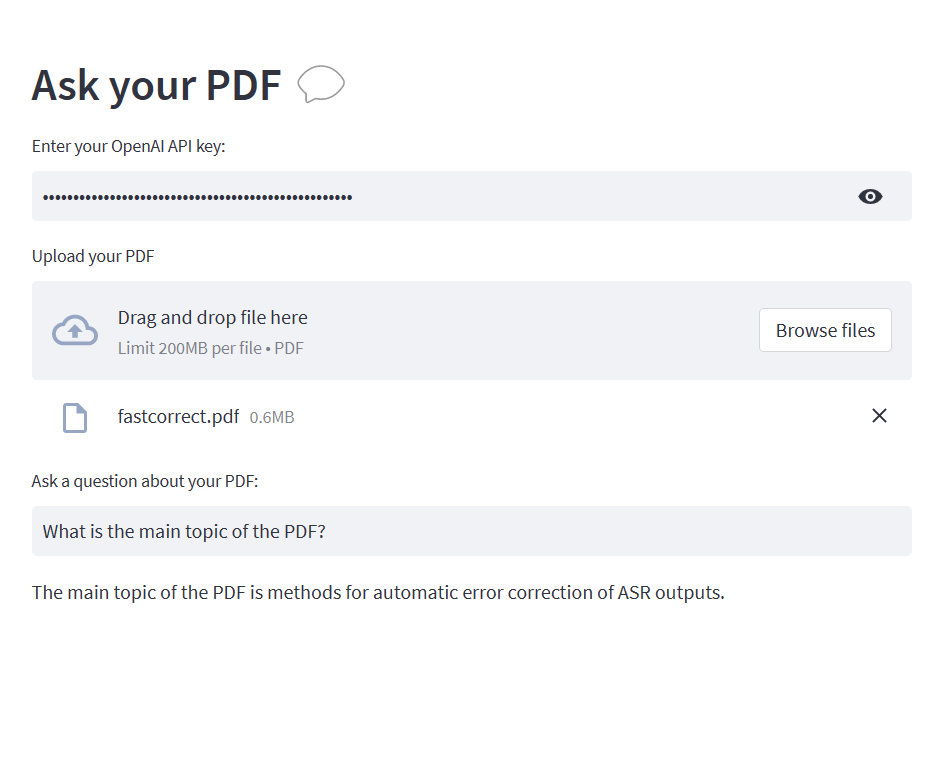 Ask your PDF
Enter your OpenAI API key:
•••••••••••••••••••••••••••••••••••••••••••••••••••
Upload your PDF
Drag and drop file here
Limit 200MB per file • PDF
Browse files
fastcorrect.pdf 0.6MB
Ask a question about your PDF:
What is the main topic of the PDF?
The main topic of the PDF is methods for automatic error correction of ASR outputs.